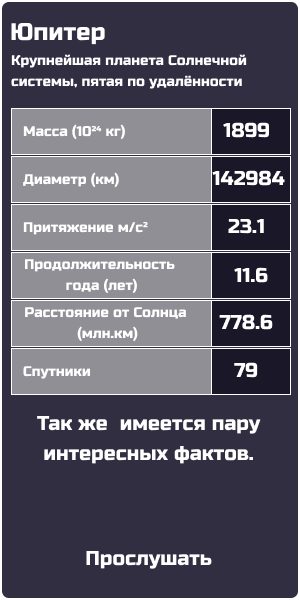 Юпитер
Крупнейшая планета Солнечной
системы, пятая по удалённости
Масса (10²⁴ кг) 1899
Диаметр (км) 142984
Притяжение м/с² 23.1
Продолжительность
года (лет) 11.6
Расстояние от Солнца
(млн.км) 778.6
Спутники 79
Так же имеется пару
интересных фактов.
Прослушать